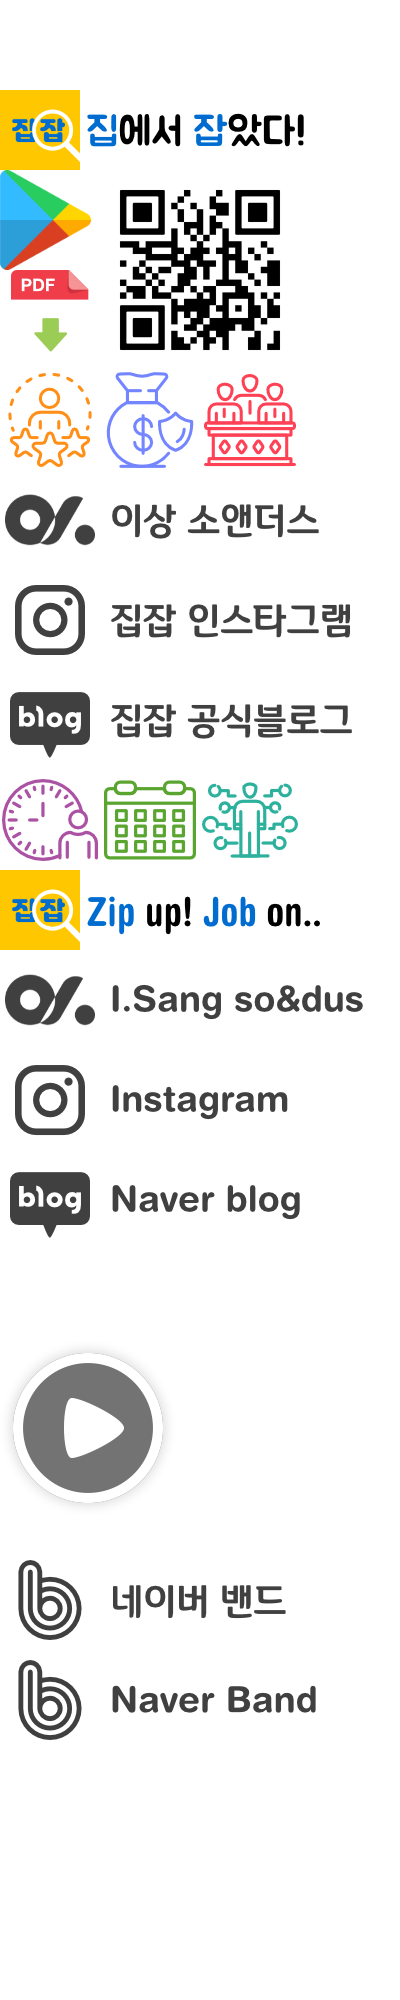 집잡 집에서 잡았다!
PDF
이상 소앤더스
집잡 인스타그램
blog 집잡 공식블로그
집잡 Zip up! Job on..
I.Sang so&dus
Instagram
blog Naver blog
네이버 밴드
Naver Band